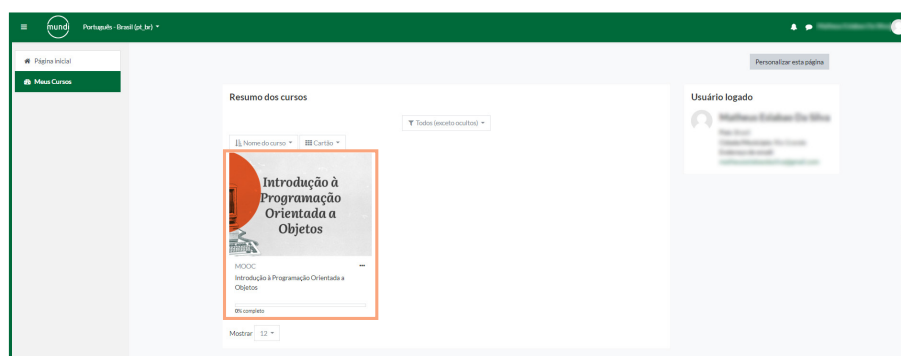 mundi
Português - Brasil (pt_br)
Página inicial
Meus Cursos
Personalizar esta página
Resumo dos cursos
Todos (exceto ocultos)
Nome do curso
Cartão
Introdução à
Programação
Orientada a
Objetos
MOOC
Introdução à Programação Orientada a
Objetos
0% completo
Mostrar 12
Usuário logado